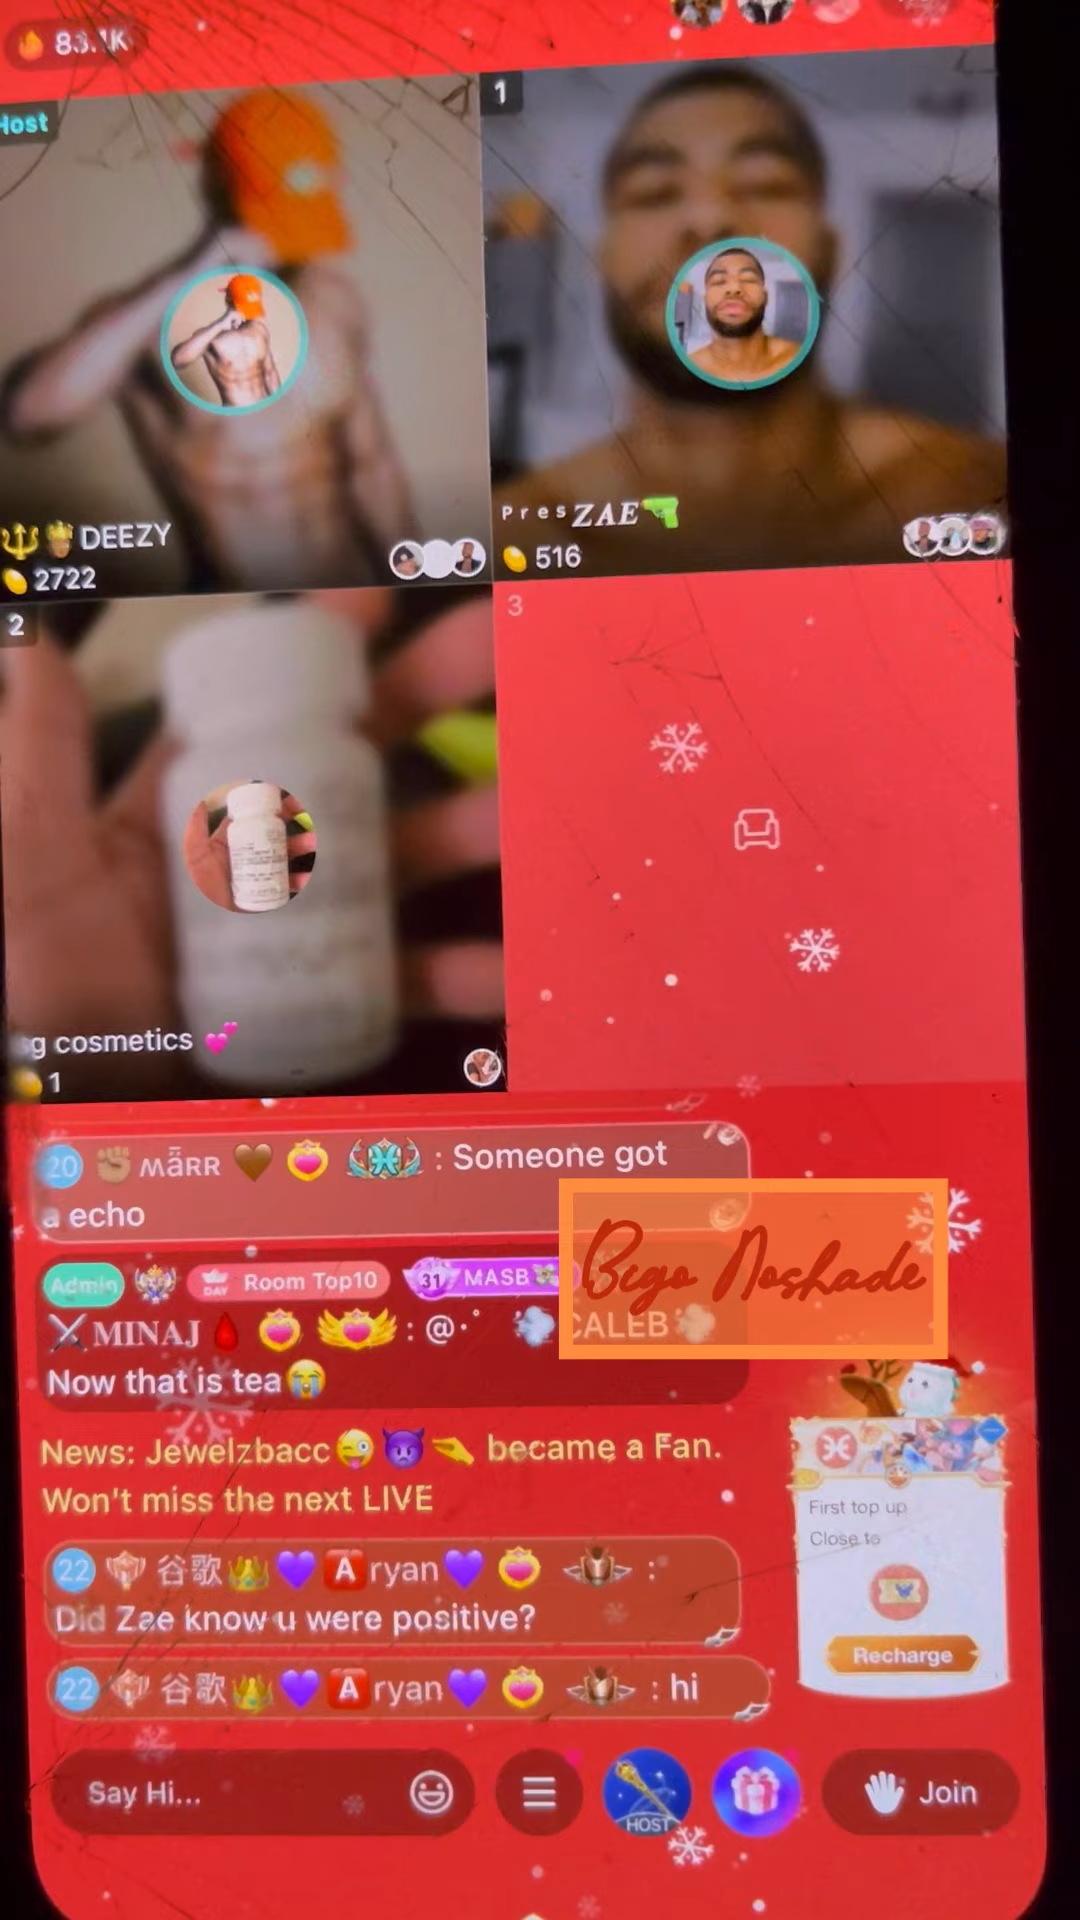 83.1K
Host
1
DEEZY
2722
ᴾʳᵉˢZAE
516
2
3
g cosmetics
1
20 ᴍǟʀʀ : Someone got
a echo
Admin DAY Room Top10 31 MASB
MINAJ : @·˚ CALEB
Now that is tea
Bigo Noshade
News: Jewelzbacc became a Fan.
Won't miss the next LIVE
22 谷歌 A ryan :
Did Zae know u were positive?
22 谷歌 A ryan : hi
First top up
Close to
Recharge
Say Hi...
HOST
Join